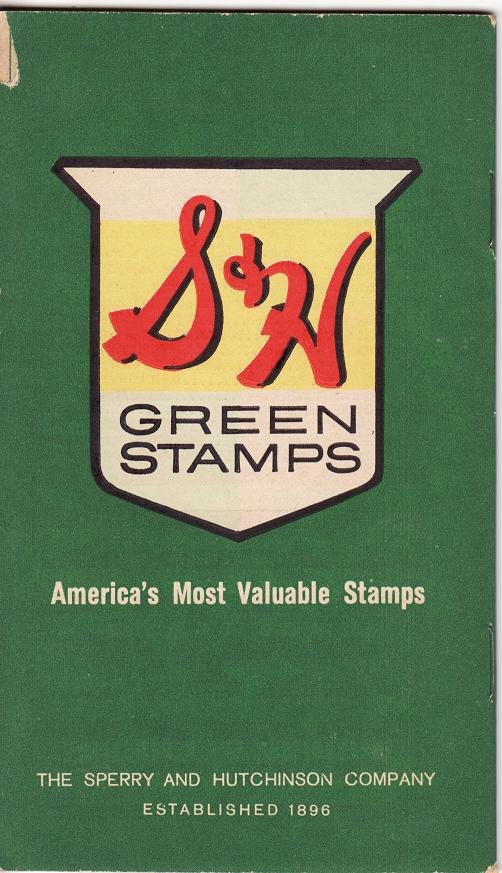 S & H
GREEN
STAMPS
America's Most Valuable Stamps
THE SPERRY AND HUTCHINSON COMPANY
ESTABLISHED 1896